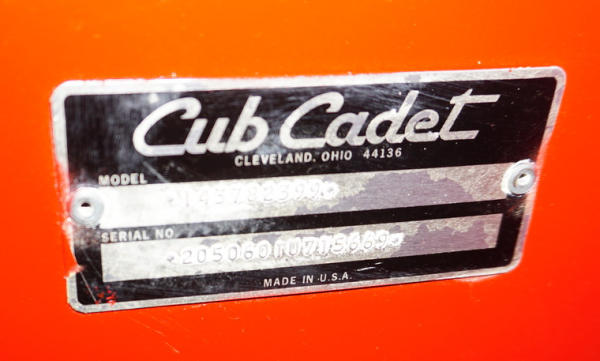 Cub Cadet
CLEVELAND, OHIO 44136
MODEL
SERIAL NO
MADE IN U.S.A.